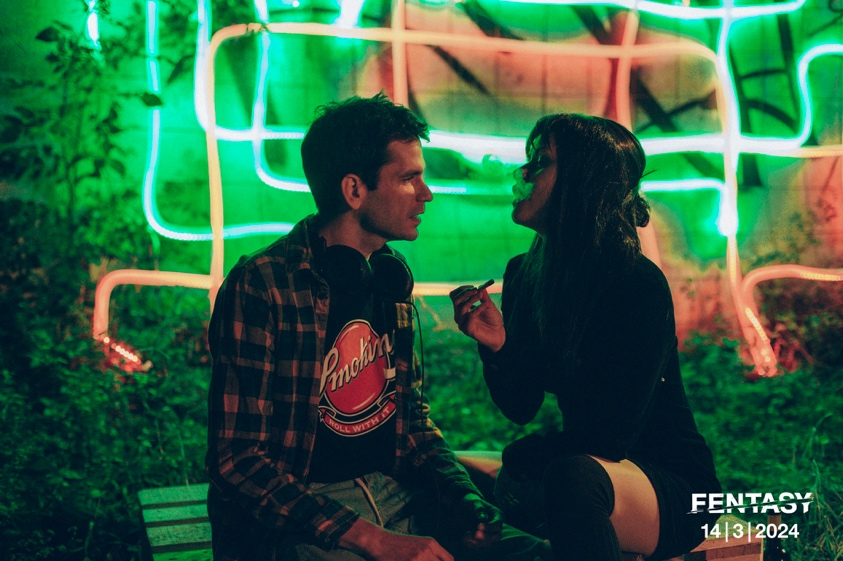 Smokin
ROLL WITH IT
FENTASY
14|3|2024